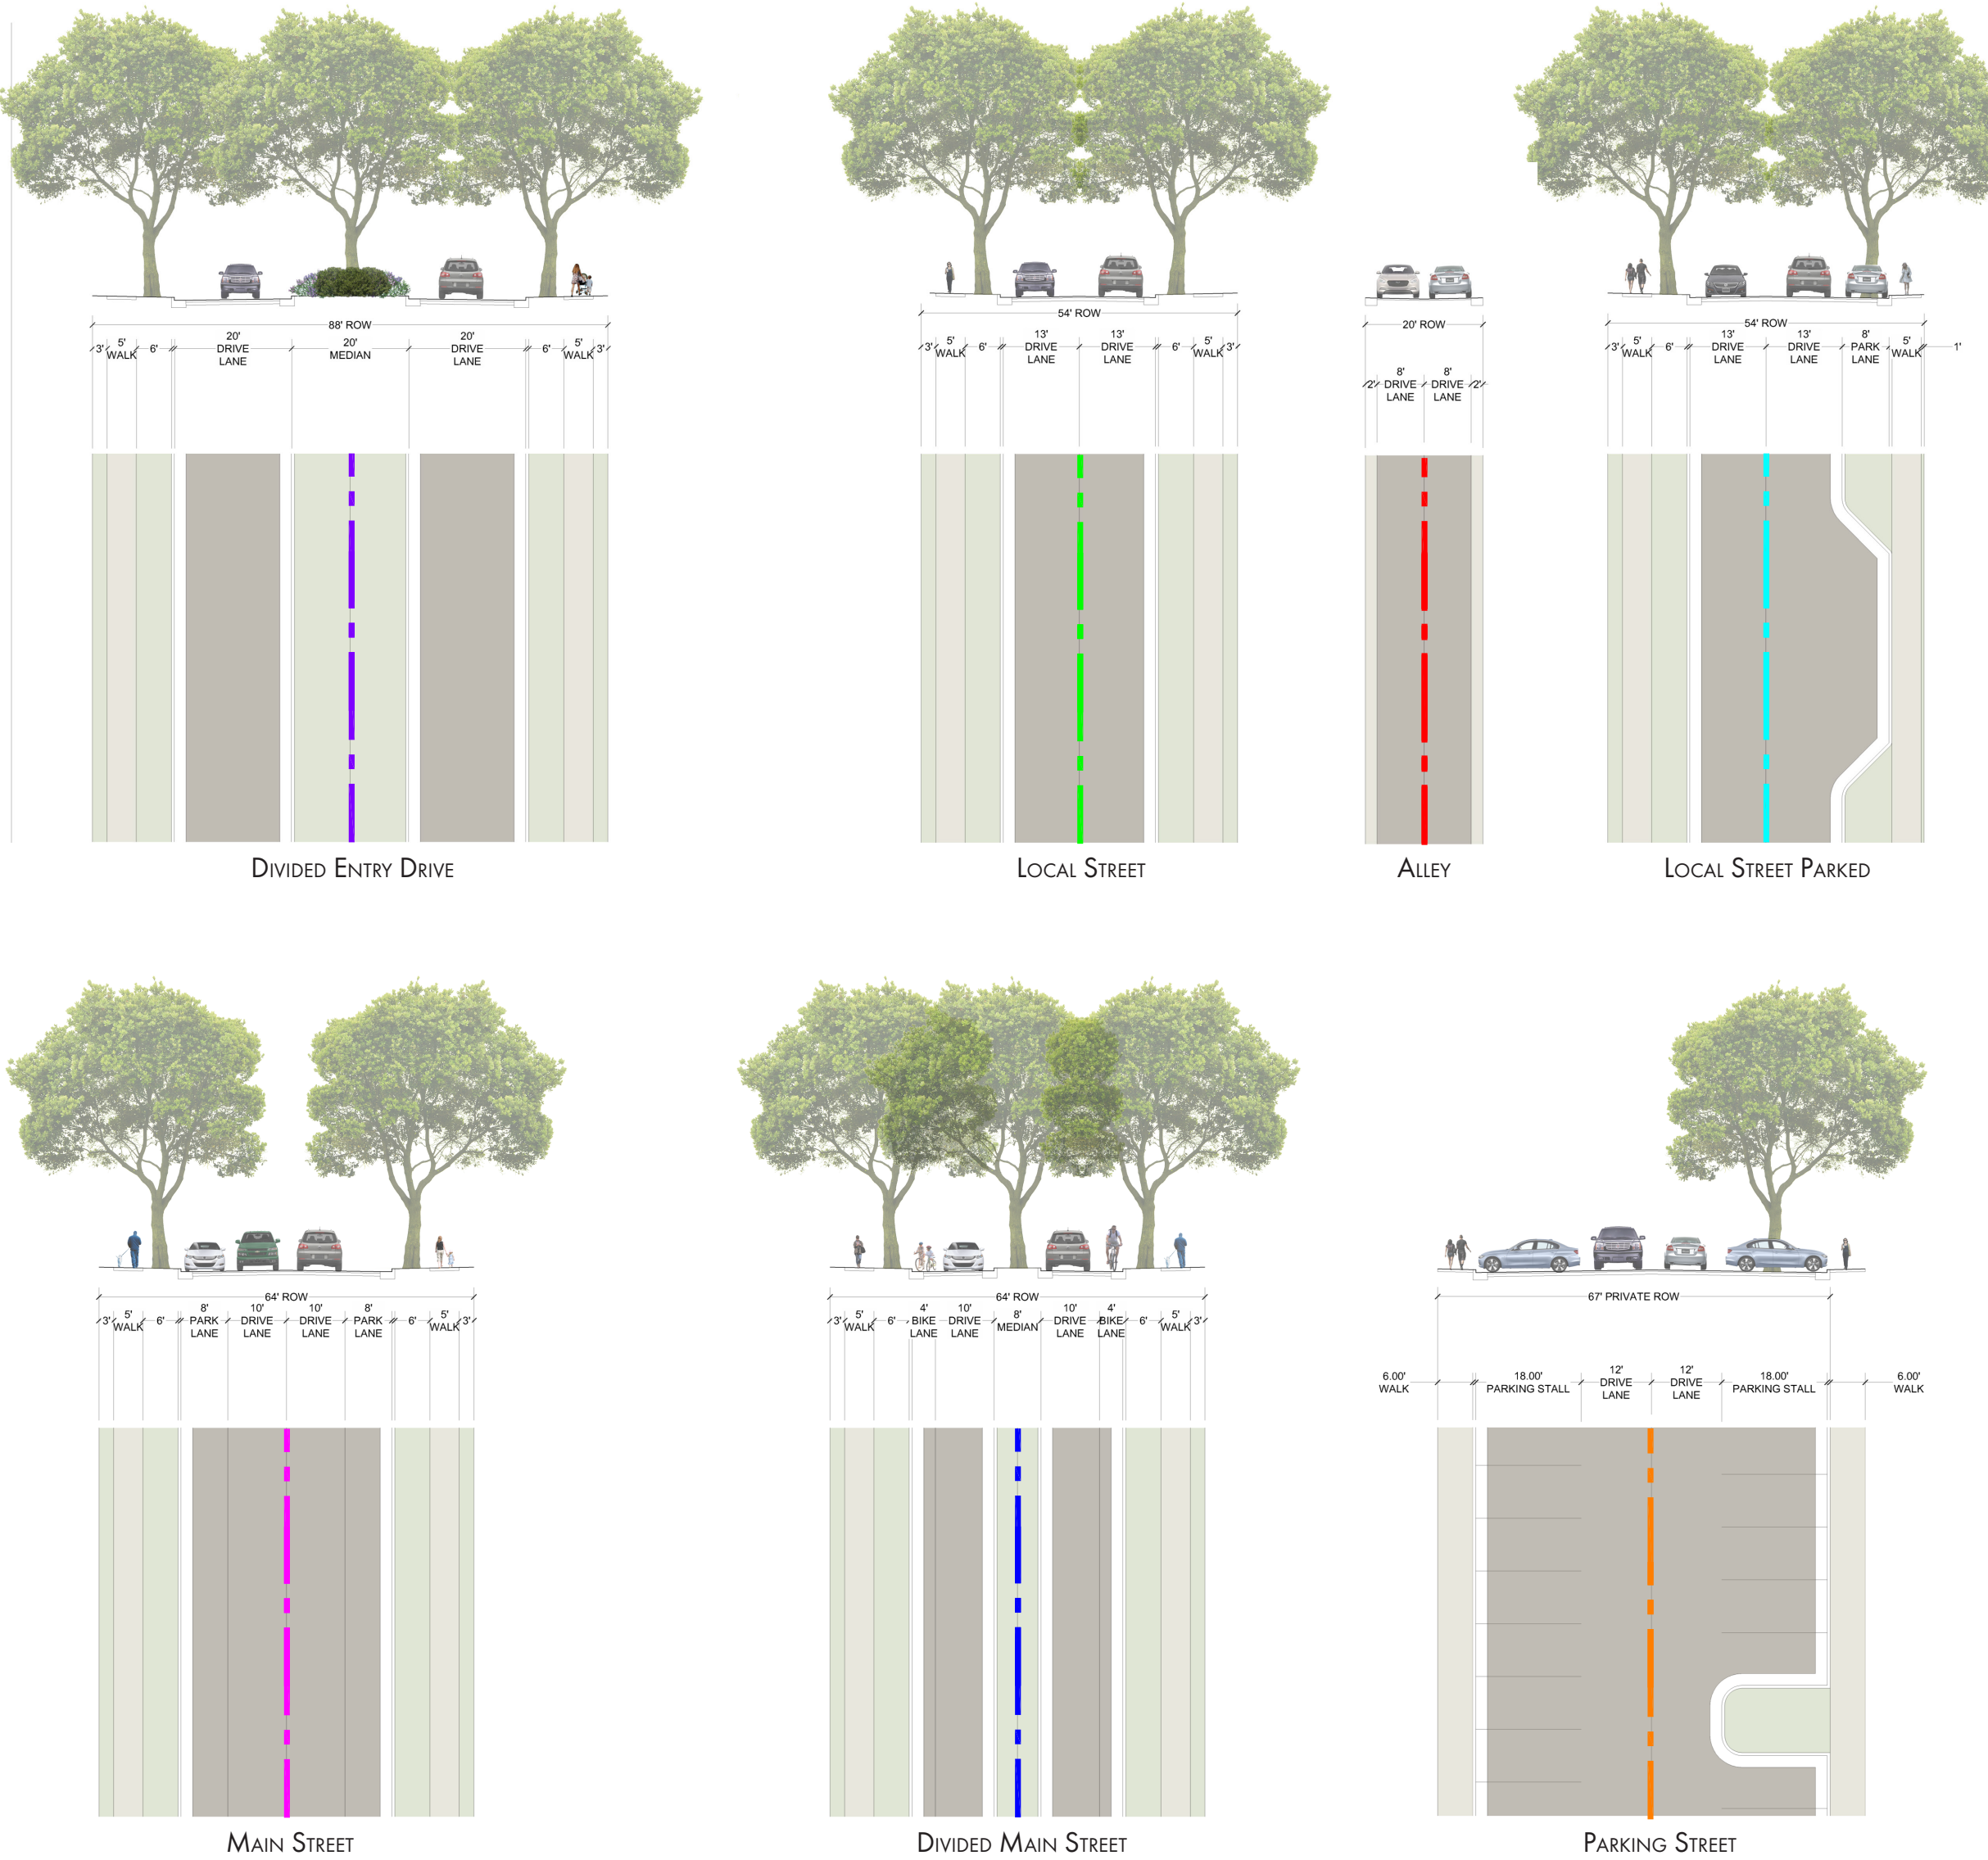 88' ROW
3'
5'
WALK
6'
20'
DRIVE
LANE
20'
MEDIAN
20'
DRIVE
LANE
6'
5'
WALK
3'
Divided Entry Drive
54' ROW
3'
5'
WALK
6'
13'
DRIVE
LANE
13'
DRIVE
LANE
6'
5'
WALK
3'
Local Street
20' ROW
2'
8'
DRIVE
LANE
8'
DRIVE
LANE
2'
Alley
54' ROW
3'
5'
WALK
6'
13'
DRIVE
LANE
13'
DRIVE
LANE
8'
PARK
LANE
5'
WALK
1'
Local Street Parked
64' ROW
3'
5'
WALK
6'
8'
PARK
LANE
10'
DRIVE
LANE
10'
DRIVE
LANE
8'
PARK
LANE
6'
5'
WALK
3'
Main Street
64' ROW
3'
5'
WALK
6'
4'
BIKE
LANE
10'
DRIVE
LANE
8'
MEDIAN
10'
DRIVE
LANE
4'
BIKE
LANE
6'
5'
WALK
3'
Divided Main Street
67' PRIVATE ROW
6.00'
WALK
18.00'
PARKING STALL
12'
DRIVE
LANE
12'
DRIVE
LANE
18.00'
PARKING STALL
6.00'
WALK
Parking Street